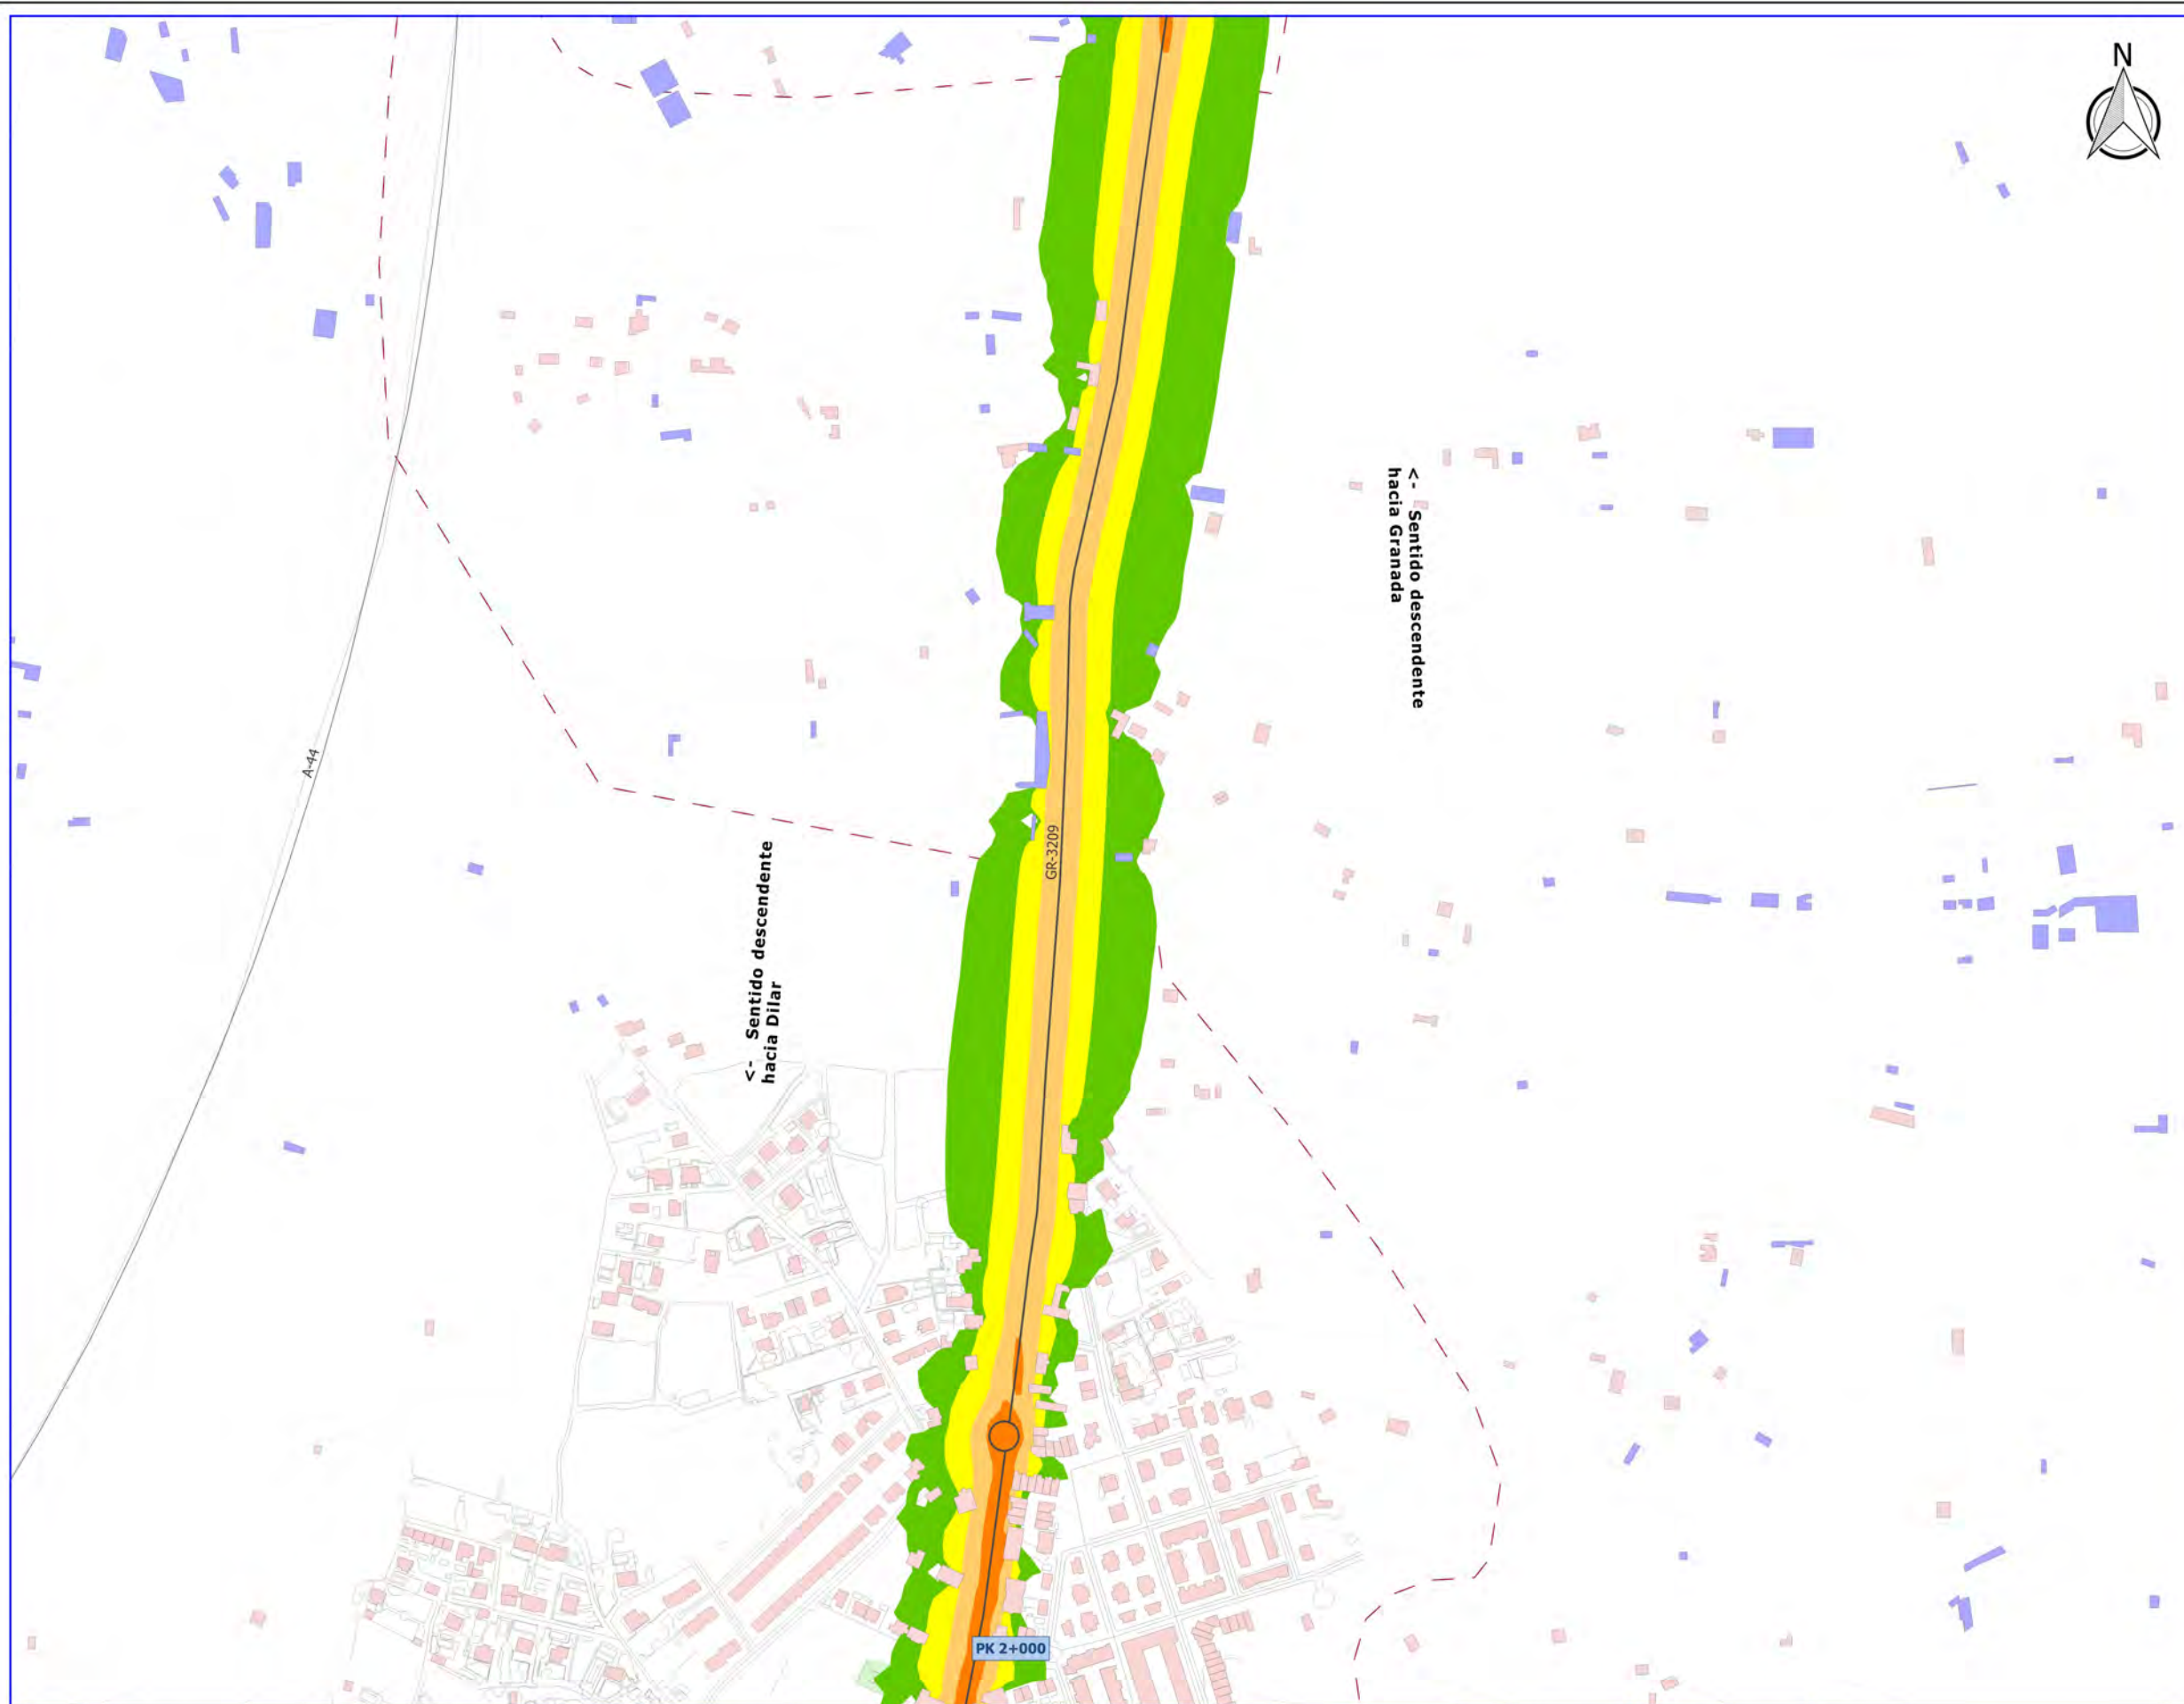 N
<- Sentido descendente
hacia Granada
A-44
GR-3209
<- Sentido descendente
hacia Dilar
PK 2+000